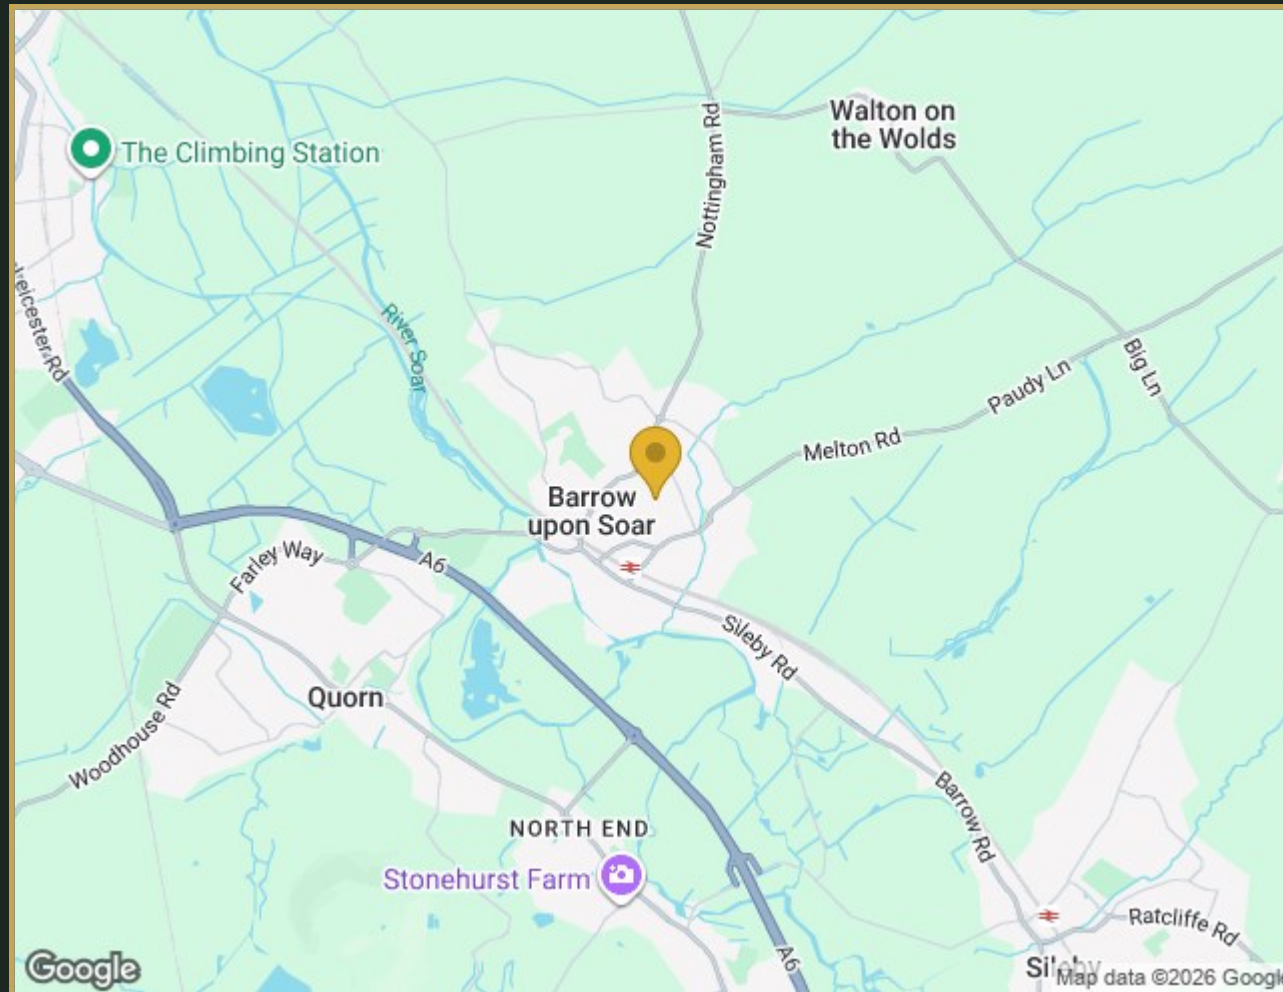 Walton on
the Wolds
The Climbing Station
Nottingham Rd
River Soar
Big Ln
Paudy Ln
Melton Rd
Barrow
upon Soar
A6
Farley Way
Sileby Rd
Quorn
Woodhouse Rd
Barrow Rd
NORTH END
Stonehurst Farm
Ratcliffe Rd
A6
Google
Map data ©2026 Google